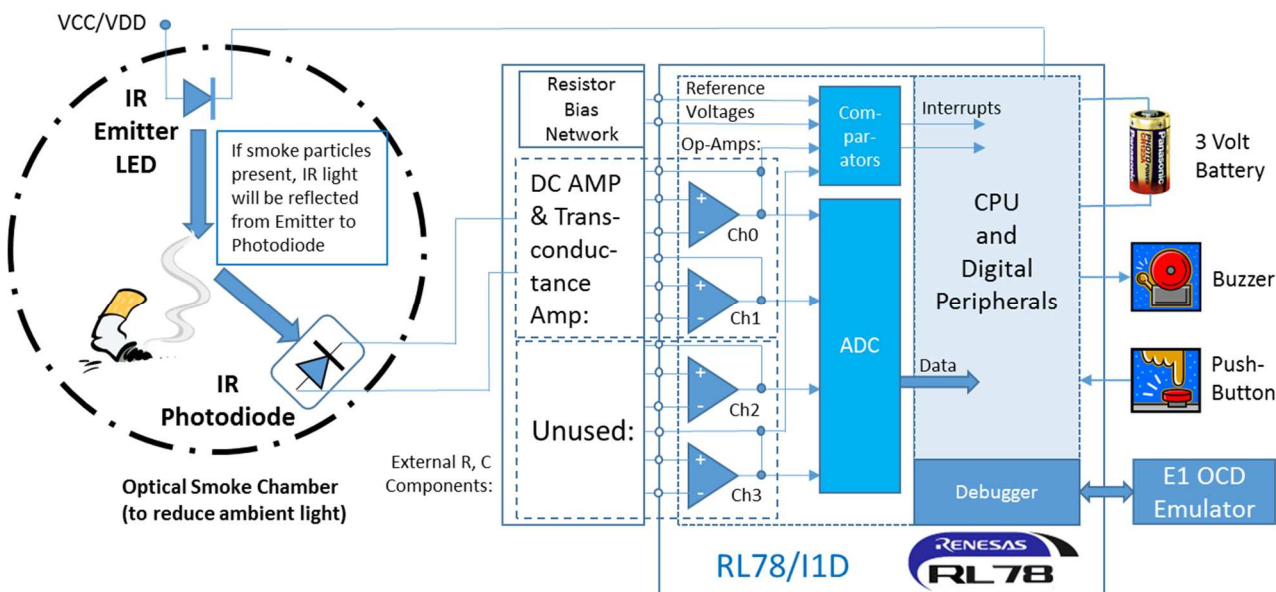 VCC/VDD
IR
Emitter
LED
If smoke particles
present, IR light
will be reflected
from Emitter to
Photodiode
IR
Photodiode
Optical Smoke Chamber
(to reduce ambient light)
Resistor
Bias
Network
DC AMP
& Trans-
conduc-
tance
Amp:
Unused:
External R, C
Components:
Reference
Voltages
Op-Amps:
+
-
Ch0
+
-
Ch1
+
-
Ch2
+
-
Ch3
Com-
par-
ators
ADC
Interrupts
CPU
and
Digital
Peripherals
Data
Debugger
RL78/I1D
RENESAS
RL78
Panasonic
Panasonic
3 Volt
Battery
Buzzer
Push-
Button
E1 OCD
Emulator